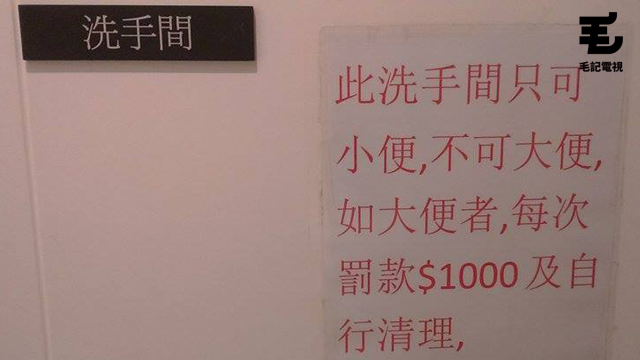 洗手間
毛
毛記電視
此洗手間只可
小便,不可大便,
如大便者,每次
罰款$1000及自
行清理,